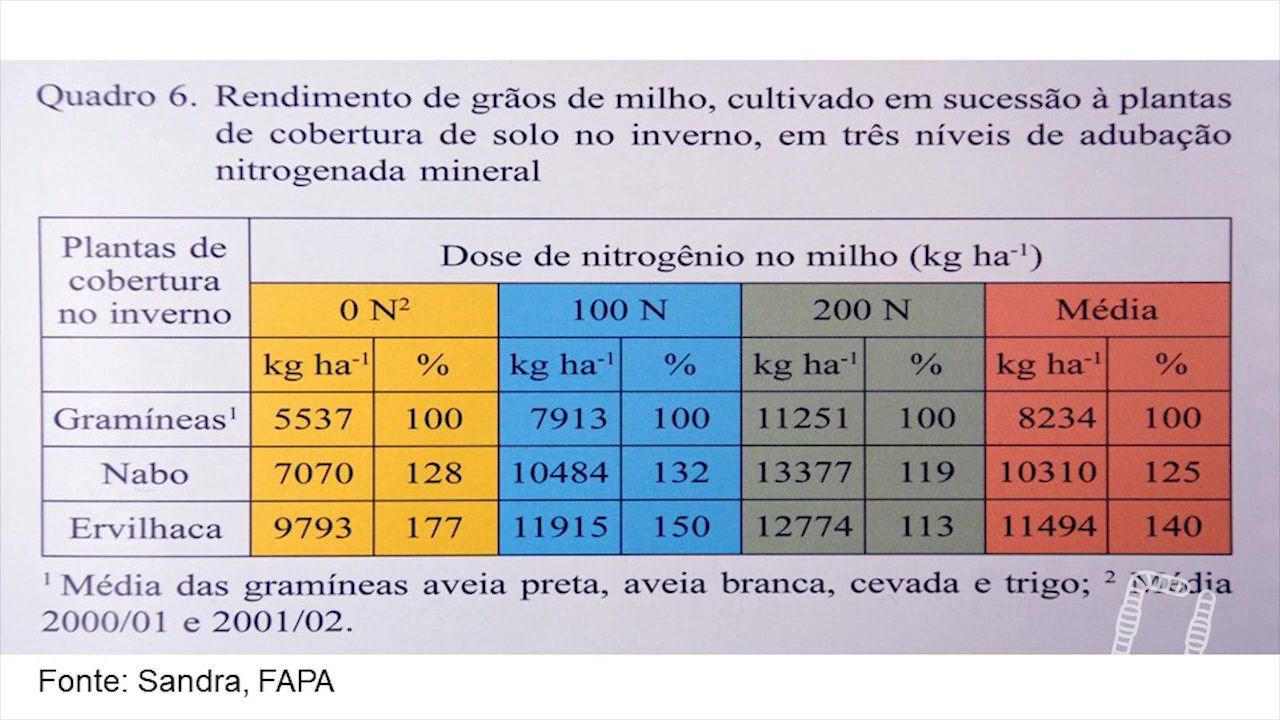 Quadro 6. Rendimento de grãos de milho, cultivado em sucessão à plantas
de cobertura de solo no inverno, em três níveis de adubação
nitrogenada mineral
Plantas de cobertura no inverno Dose de nitrogênio no milho (kg ha⁻¹)
0 N² 100 N 200 N Média
kg ha⁻¹ % kg ha⁻¹ % kg ha⁻¹ % kg ha⁻¹ %
Gramíneas¹ 5537 100 7913 100 11251 100 8234 100
Nabo 7070 128 10484 132 13377 119 10310 125
Ervilhaca 9793 177 11915 150 12774 113 11494 140
¹ Média das gramíneas aveia preta, aveia branca, cevada e trigo; ² Média
2000/01 e 2001/02.
Fonte: Sandra, FAPA